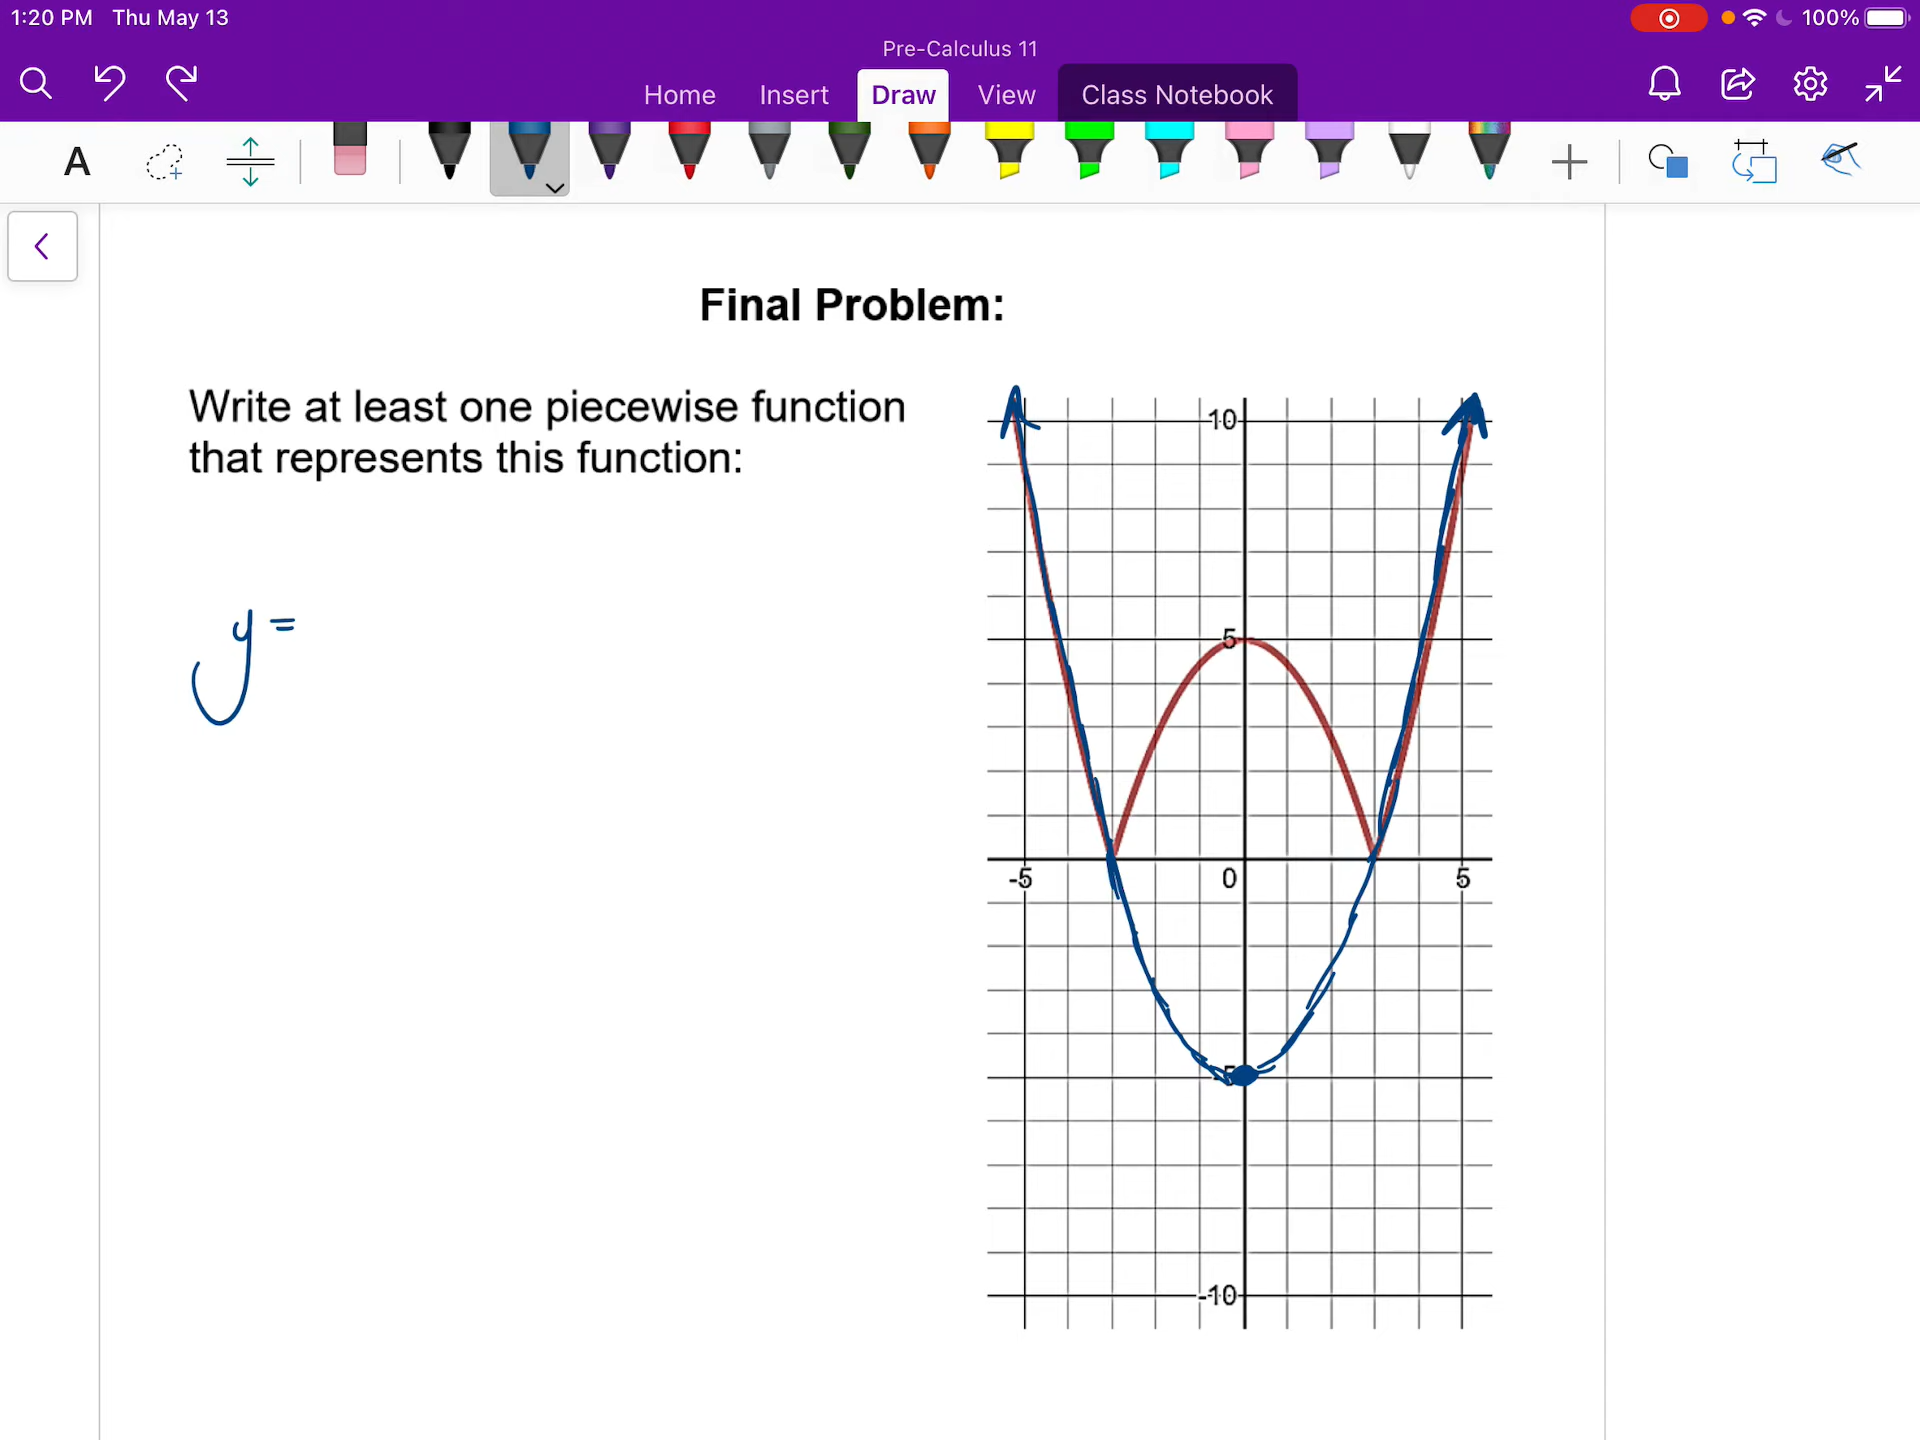 1:20 PM Thu May 13
100%
Pre-Calculus 11
Home Insert Draw View Class Notebook
A
Final Problem:
Write at least one piecewise function
that represents this function:
y =
10
5
-5 0 5
-10